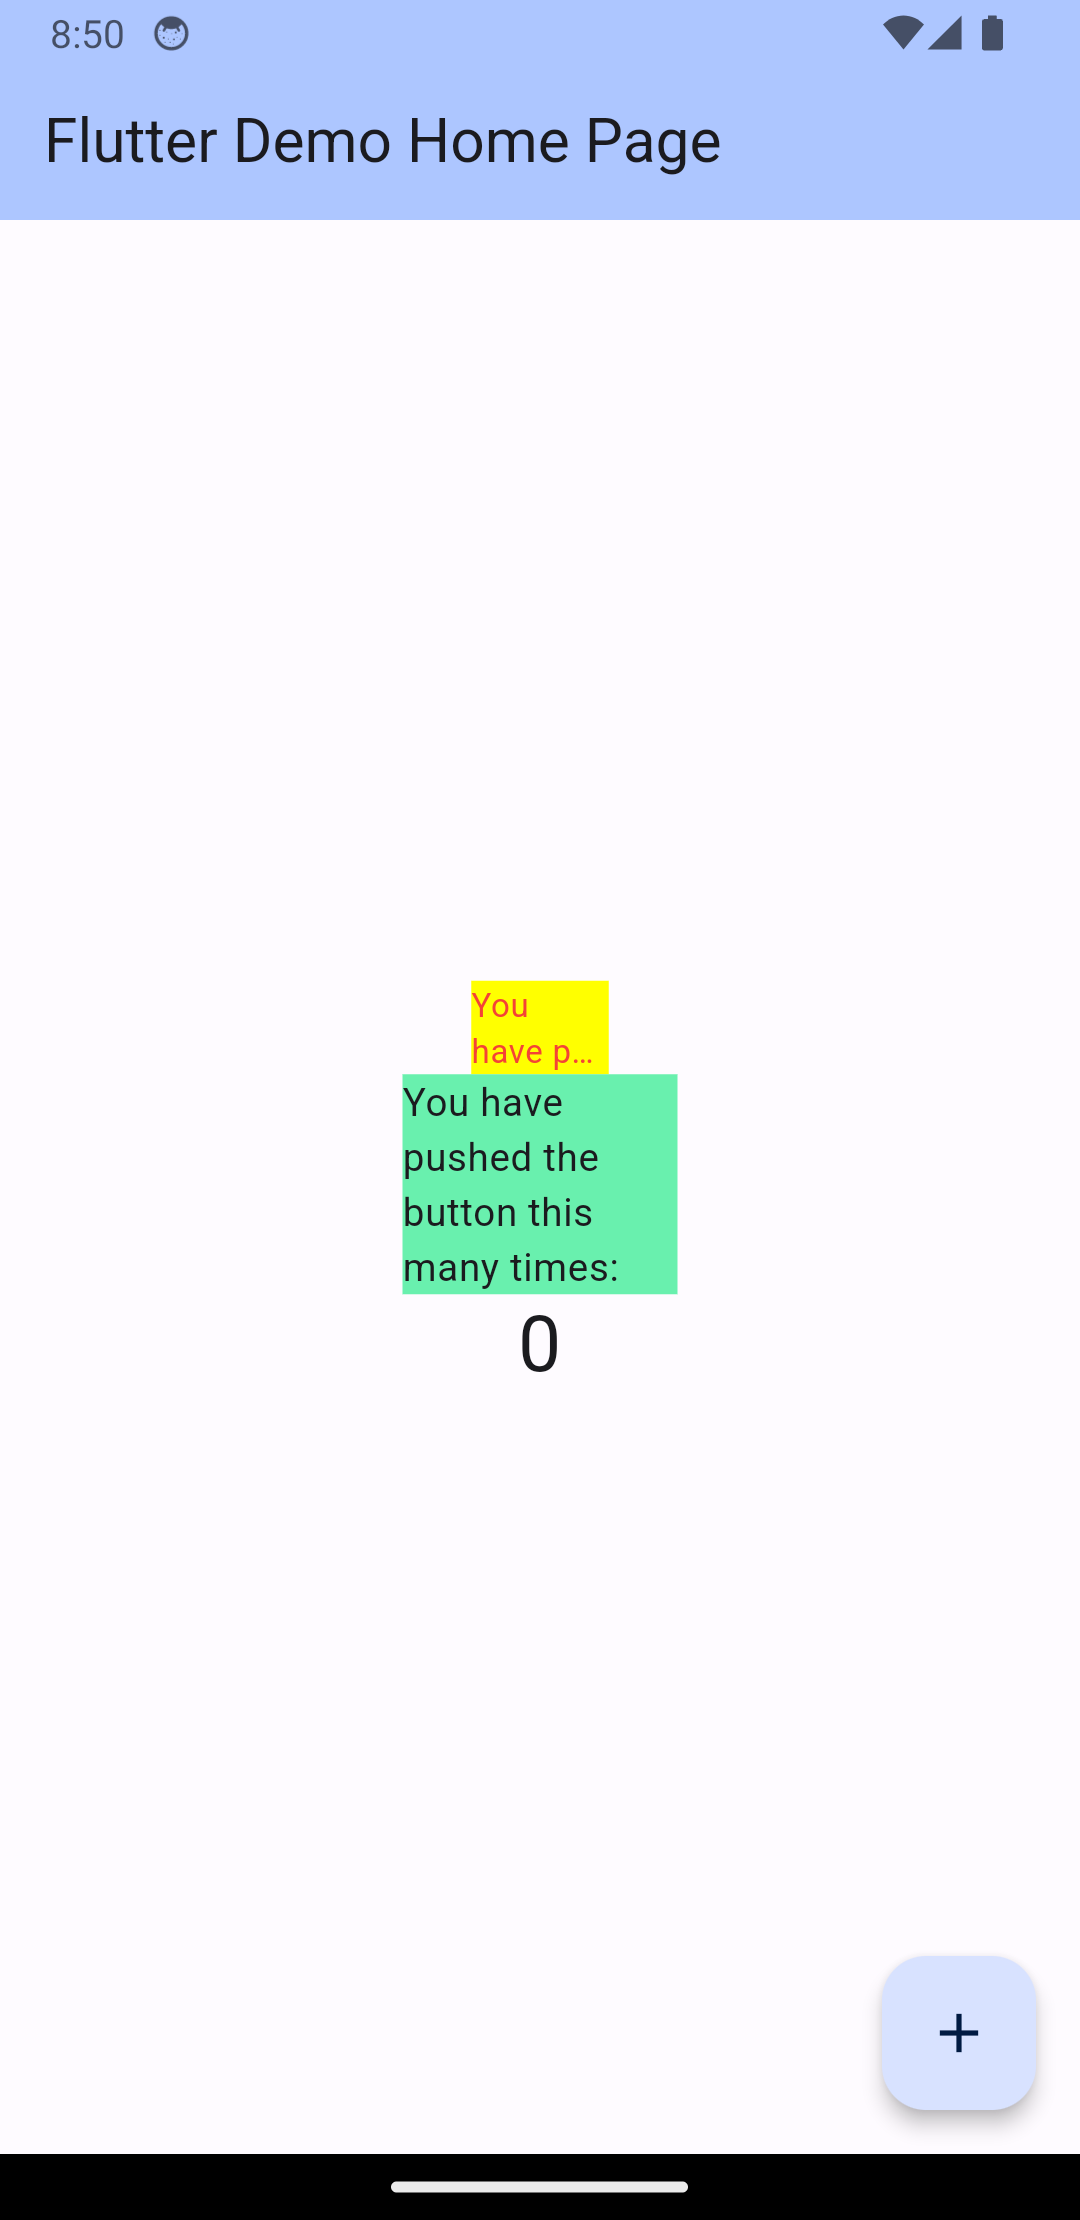 8:50
Flutter Demo Home Page
You
have p...
You have
pushed the
button this
many times:
0